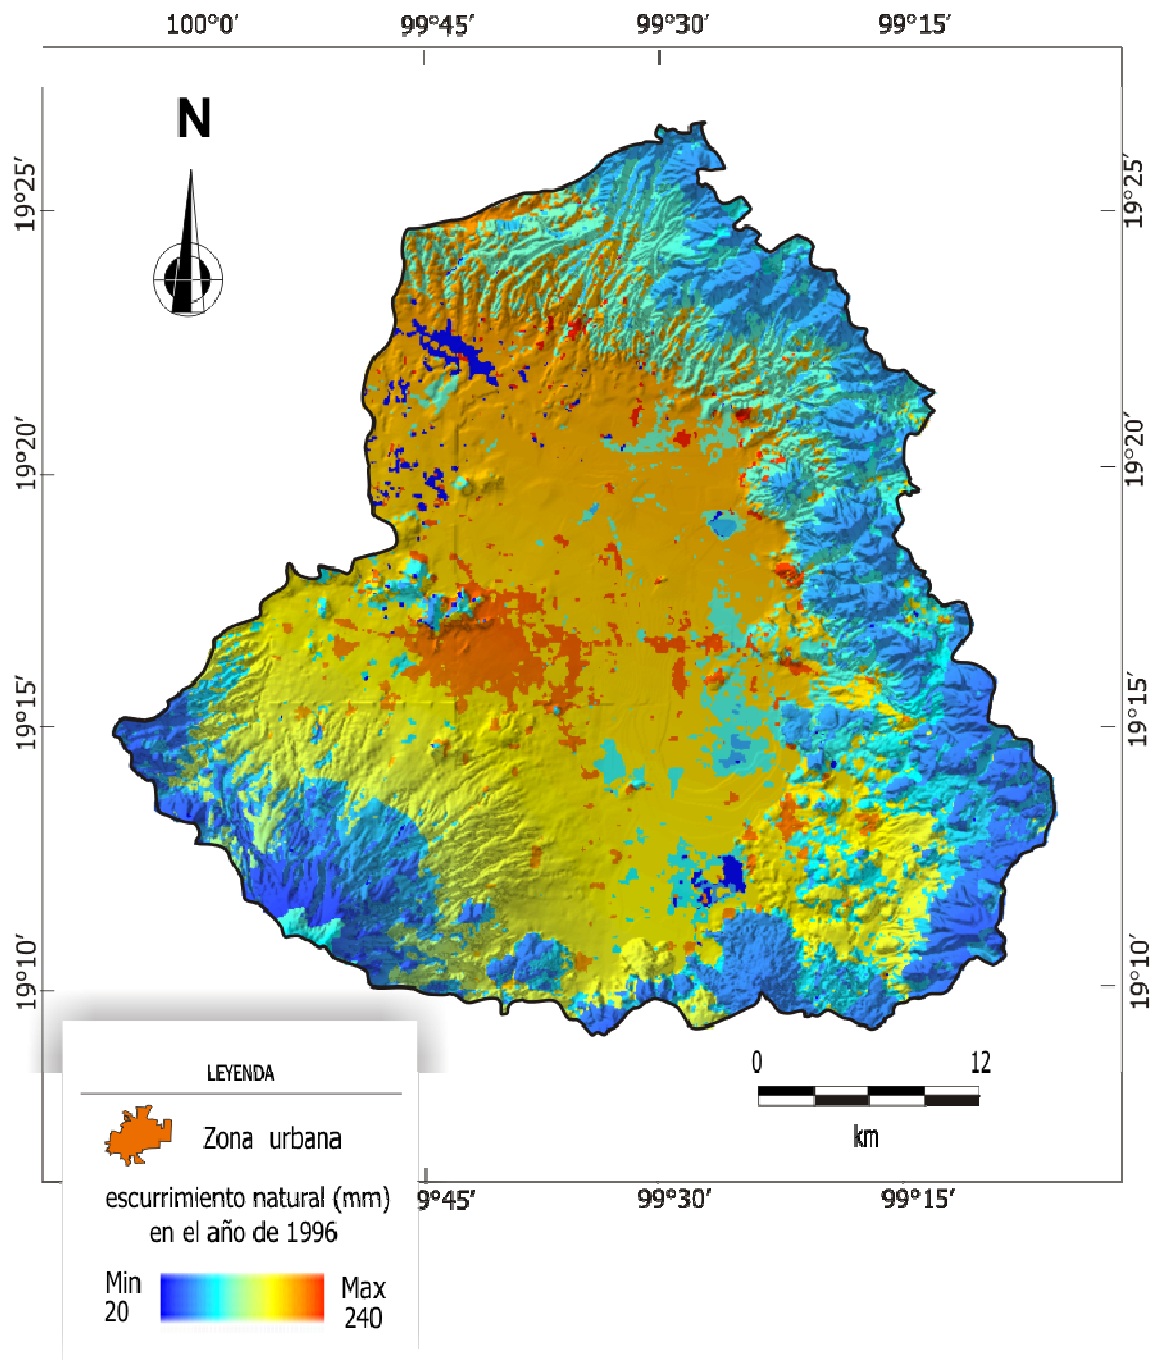 100°0′ 99°45′ 99°30′ 99°15′
N
19°25′ 19°25′
19°20′ 19°20′
19°15′ 19°15′
19°10′ 19°10′
0 12
km
LEYENDA
Zona urbana
escurrimiento natural (mm)
en el año de 1996
Min Max
20 240
9°45′ 99°30′ 99°15′